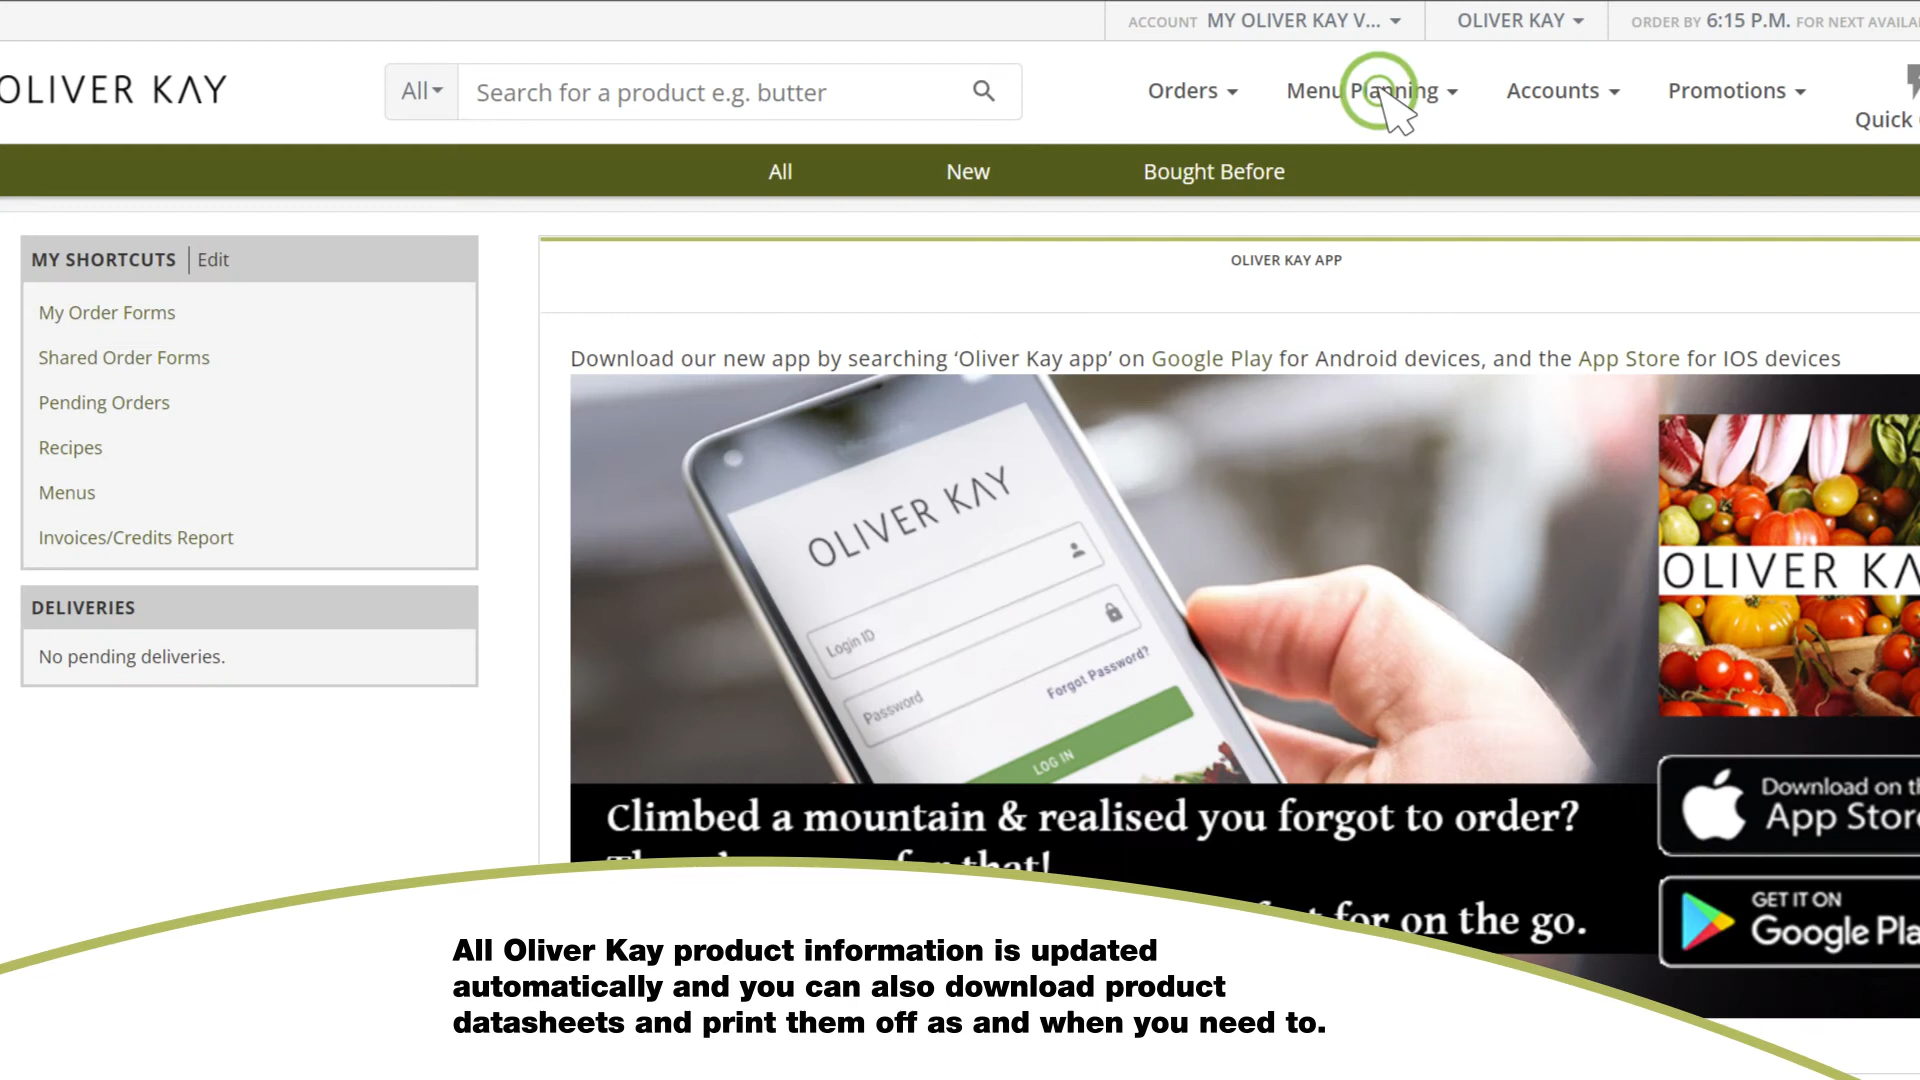 ACCOUNT MY OLIVER KAY V... OLIVER KAY ORDER BY 6:15 P.M. FOR NEXT
OLIVER KAY
All Search for a product e.g. butter
Orders Menu Planning Accounts Promotions
Quick
All New Bought Before
MY SHORTCUTS Edit
My Order Forms
Shared Order Forms
Pending Orders
Recipes
Menus
Invoices/Credits Report
DELIVERIES
No pending deliveries.
OLIVER KAY APP
Download our new app by searching ‘Oliver Kay app’ on Google Play for Android devices, and the App Store for IOS devices
OLIVER KAY
Login ID
Password
Forgot Password?
LOG IN
OLIVER
Climbed a mountain & realised you forgot to order?
that!
for on the go.
Download on
App
GET IT ON
Google
All Oliver Kay product information is updated
automatically and you can also download product
datasheets and print them off as and when you need to.